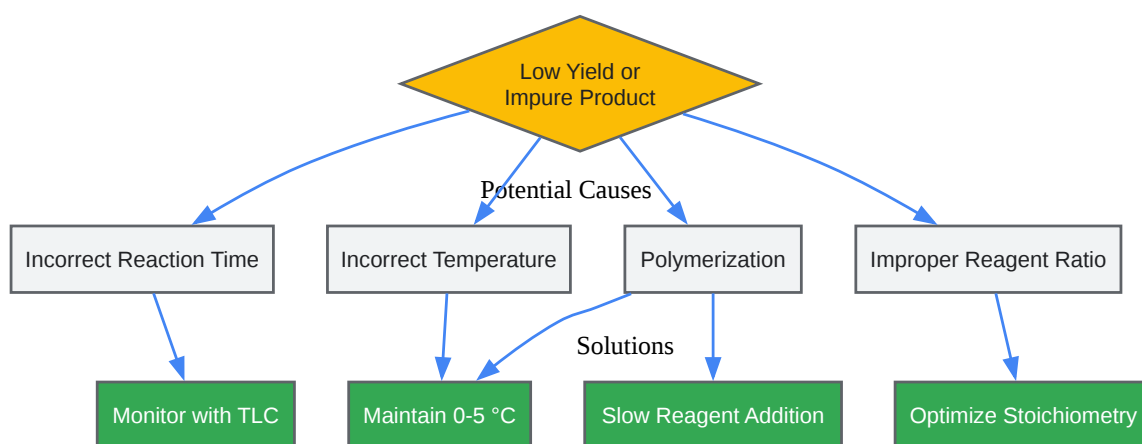 Low Yield or
Impure Product
Potential Causes
Incorrect Reaction Time
Incorrect Temperature
Polymerization
Improper Reagent Ratio
Solutions
Monitor with TLC
Maintain 0-5 °C
Slow Reagent Addition
Optimize Stoichiometry